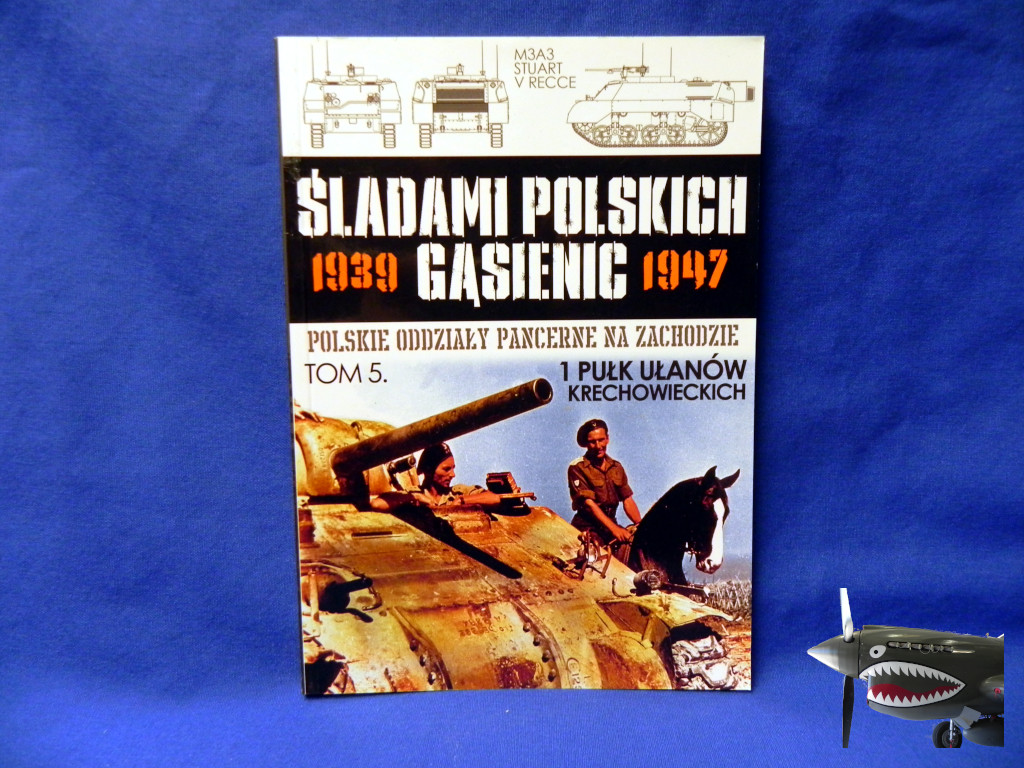 M3A3
STUART
V RECCE
ŚLADAMI POLSKICH
1939 GĄSIENIC 1947
POLSKIE ODDZIAŁY PANCERNE NA ZACHODZIE
TOM 5.
1 PUŁK UŁANÓW
KRECHOWIECKICH